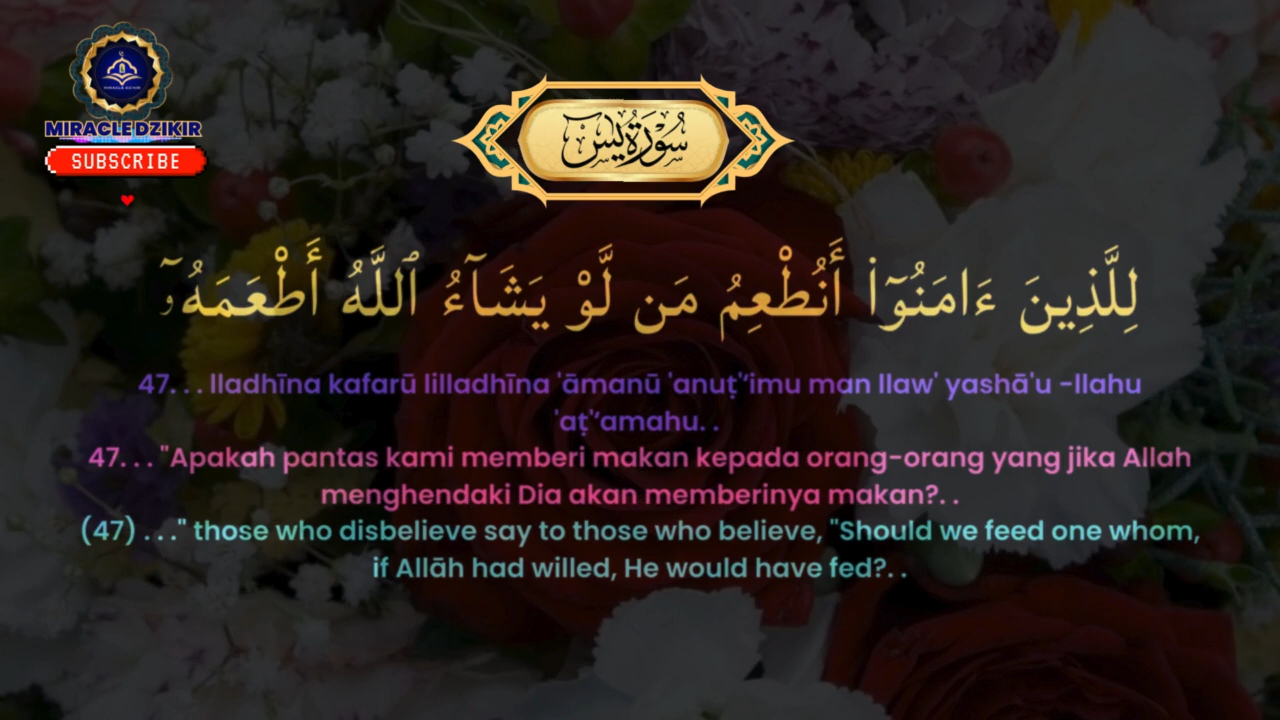 MIRACLE DZIKIR
SUBSCRIBE
سُوْرَةُ يٰسٓ
لِلَّذِينَ ءَامَنُوٓا۟ أَنُطْعِمُ مَن لَّوْ يَشَآءُ ٱللَّهُ أَطْعَمَهُۥٓ
47. . . lladhīna kafarū lilladhīna 'āmanū 'anuṭ'‘imu man llaw' yashā'u -llahu
'aṭ'‘amahu. .
47. . . "Apakah pantas kami memberi makan kepada orang-orang yang jika Allah
menghendaki Dia akan memberinya makan?. .
(47) . . ." those who disbelieve say to those who believe, "Should we feed one whom,
if Allāh had willed, He would have fed?. .